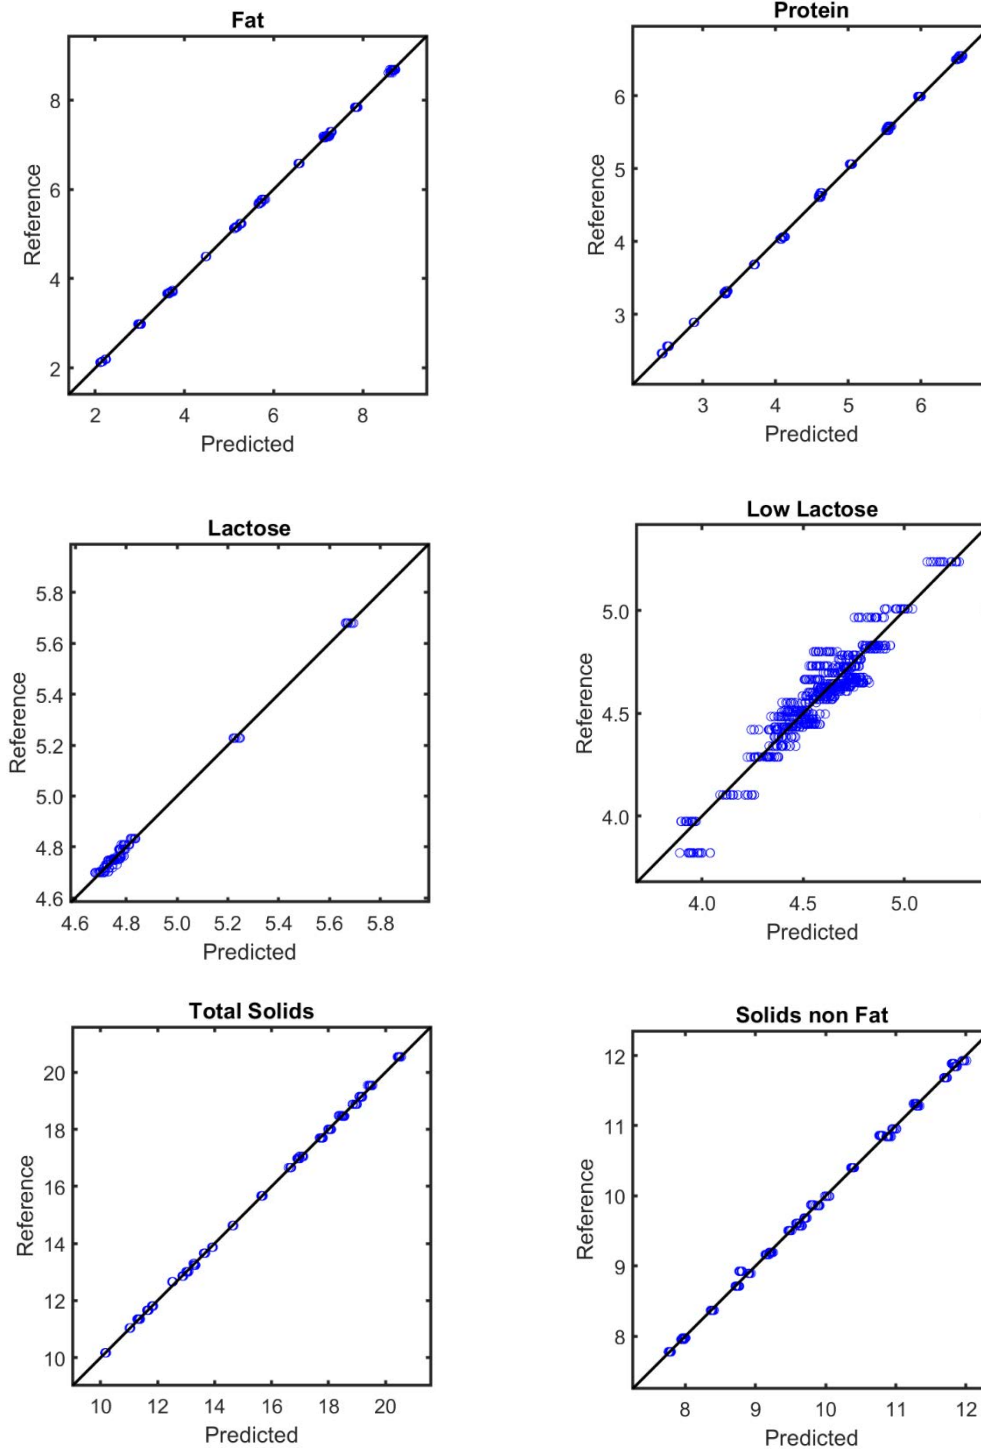 Fat
8
6
4
2
Reference
2 4 6 8
Predicted
Protein
6
5
4
3
Reference
3 4 5 6
Predicted
Lactose
5.8
5.6
5.4
5.2
5.0
4.8
4.6
Reference
4.6 4.8 5.0 5.2 5.4 5.6 5.8
Predicted
Low Lactose
5.0
4.5
4.0
Reference
4.0 4.5 5.0
Predicted
Total Solids
20
18
16
14
12
10
Reference
10 12 14 16 18 20
Predicted
Solids non Fat
12
11
10
9
8
Reference
8 9 10 11 12
Predicted